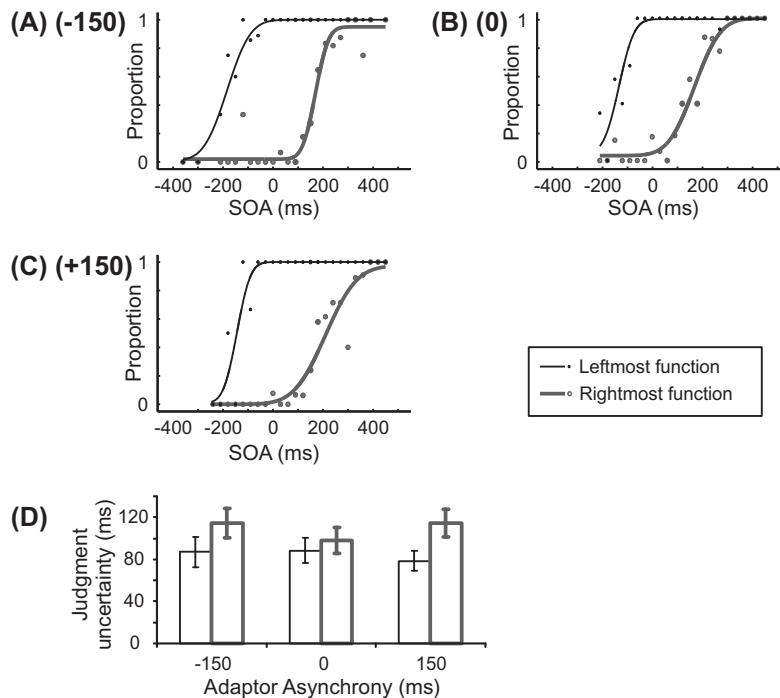 (A) (-150)
1
Proportion
0
-400 -200 0 200 400
SOA (ms)
(B) (0)
1
Proportion
0
-400 -200 0 200 400
SOA (ms)
(C) (+150)
1
Proportion
0
-400 -200 0 200 400
SOA (ms)
Leftmost function
Rightmost function
(D)
Judgment
uncertainty (ms)
120
80
40
0
-150 0 150
Adaptor Asynchrony (ms)